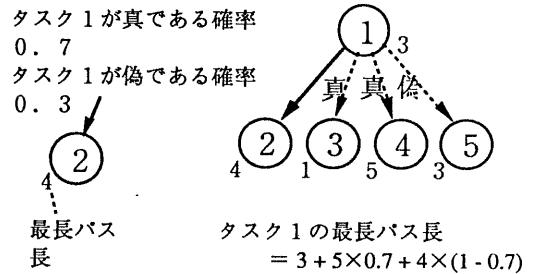 タスク1が真である確率
0.7
タスク1が偽である確率
0.3
2
4
最長パス
長
1
3
真 真 偽
2 3 4 5
4 1 5 3
タスク1の最長パス長
= 3 + 5×0.7 + 4×(1 - 0.7)